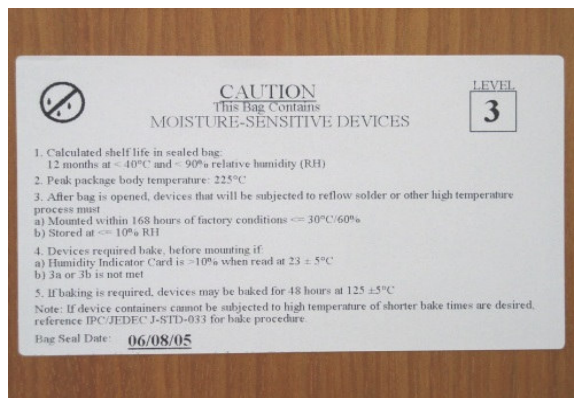 CAUTION
This Bag Contains
MOISTURE-SENSITIVE DEVICES
LEVEL
3
1. Calculated shelf life in sealed bag:
12 months at < 40°C and < 90% relative humidity (RH)
2. Peak package body temperature: 225°C
3. After bag is opened, devices that will be subjected to reflow solder or other high temperature
process must
a) Mounted within 168 hours of factory conditions <= 30°C/60%
b) Stored at <= 10% RH
4. Devices required bake, before mounting if:
a) Humidity Indicator Card is >10% when read at 23 ± 5°C
b) 3a or 3b is not met
5. If baking is required, devices may be baked for 48 hours at 125 ±5°C
Note: If device containers cannot be subjected to high temperature of shorter bake times are desired,
reference IPC/JEDEC J-STD-033 for bake procedure
Bag Seal Date: 06/08/05